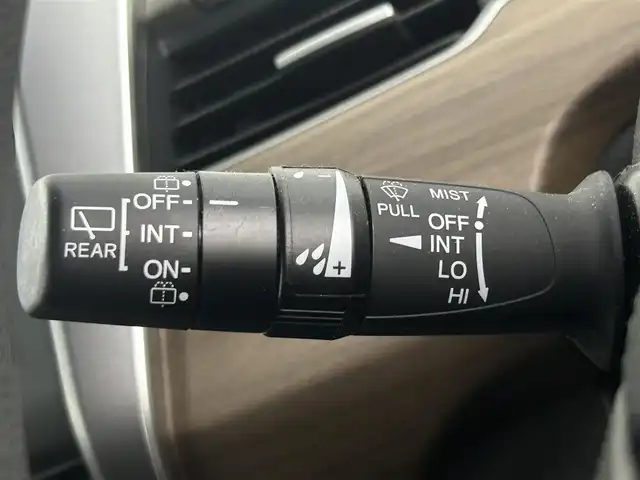 REAR
OFF
INT
ON
- +
PULL
MIST
OFF
INT
LO
HI